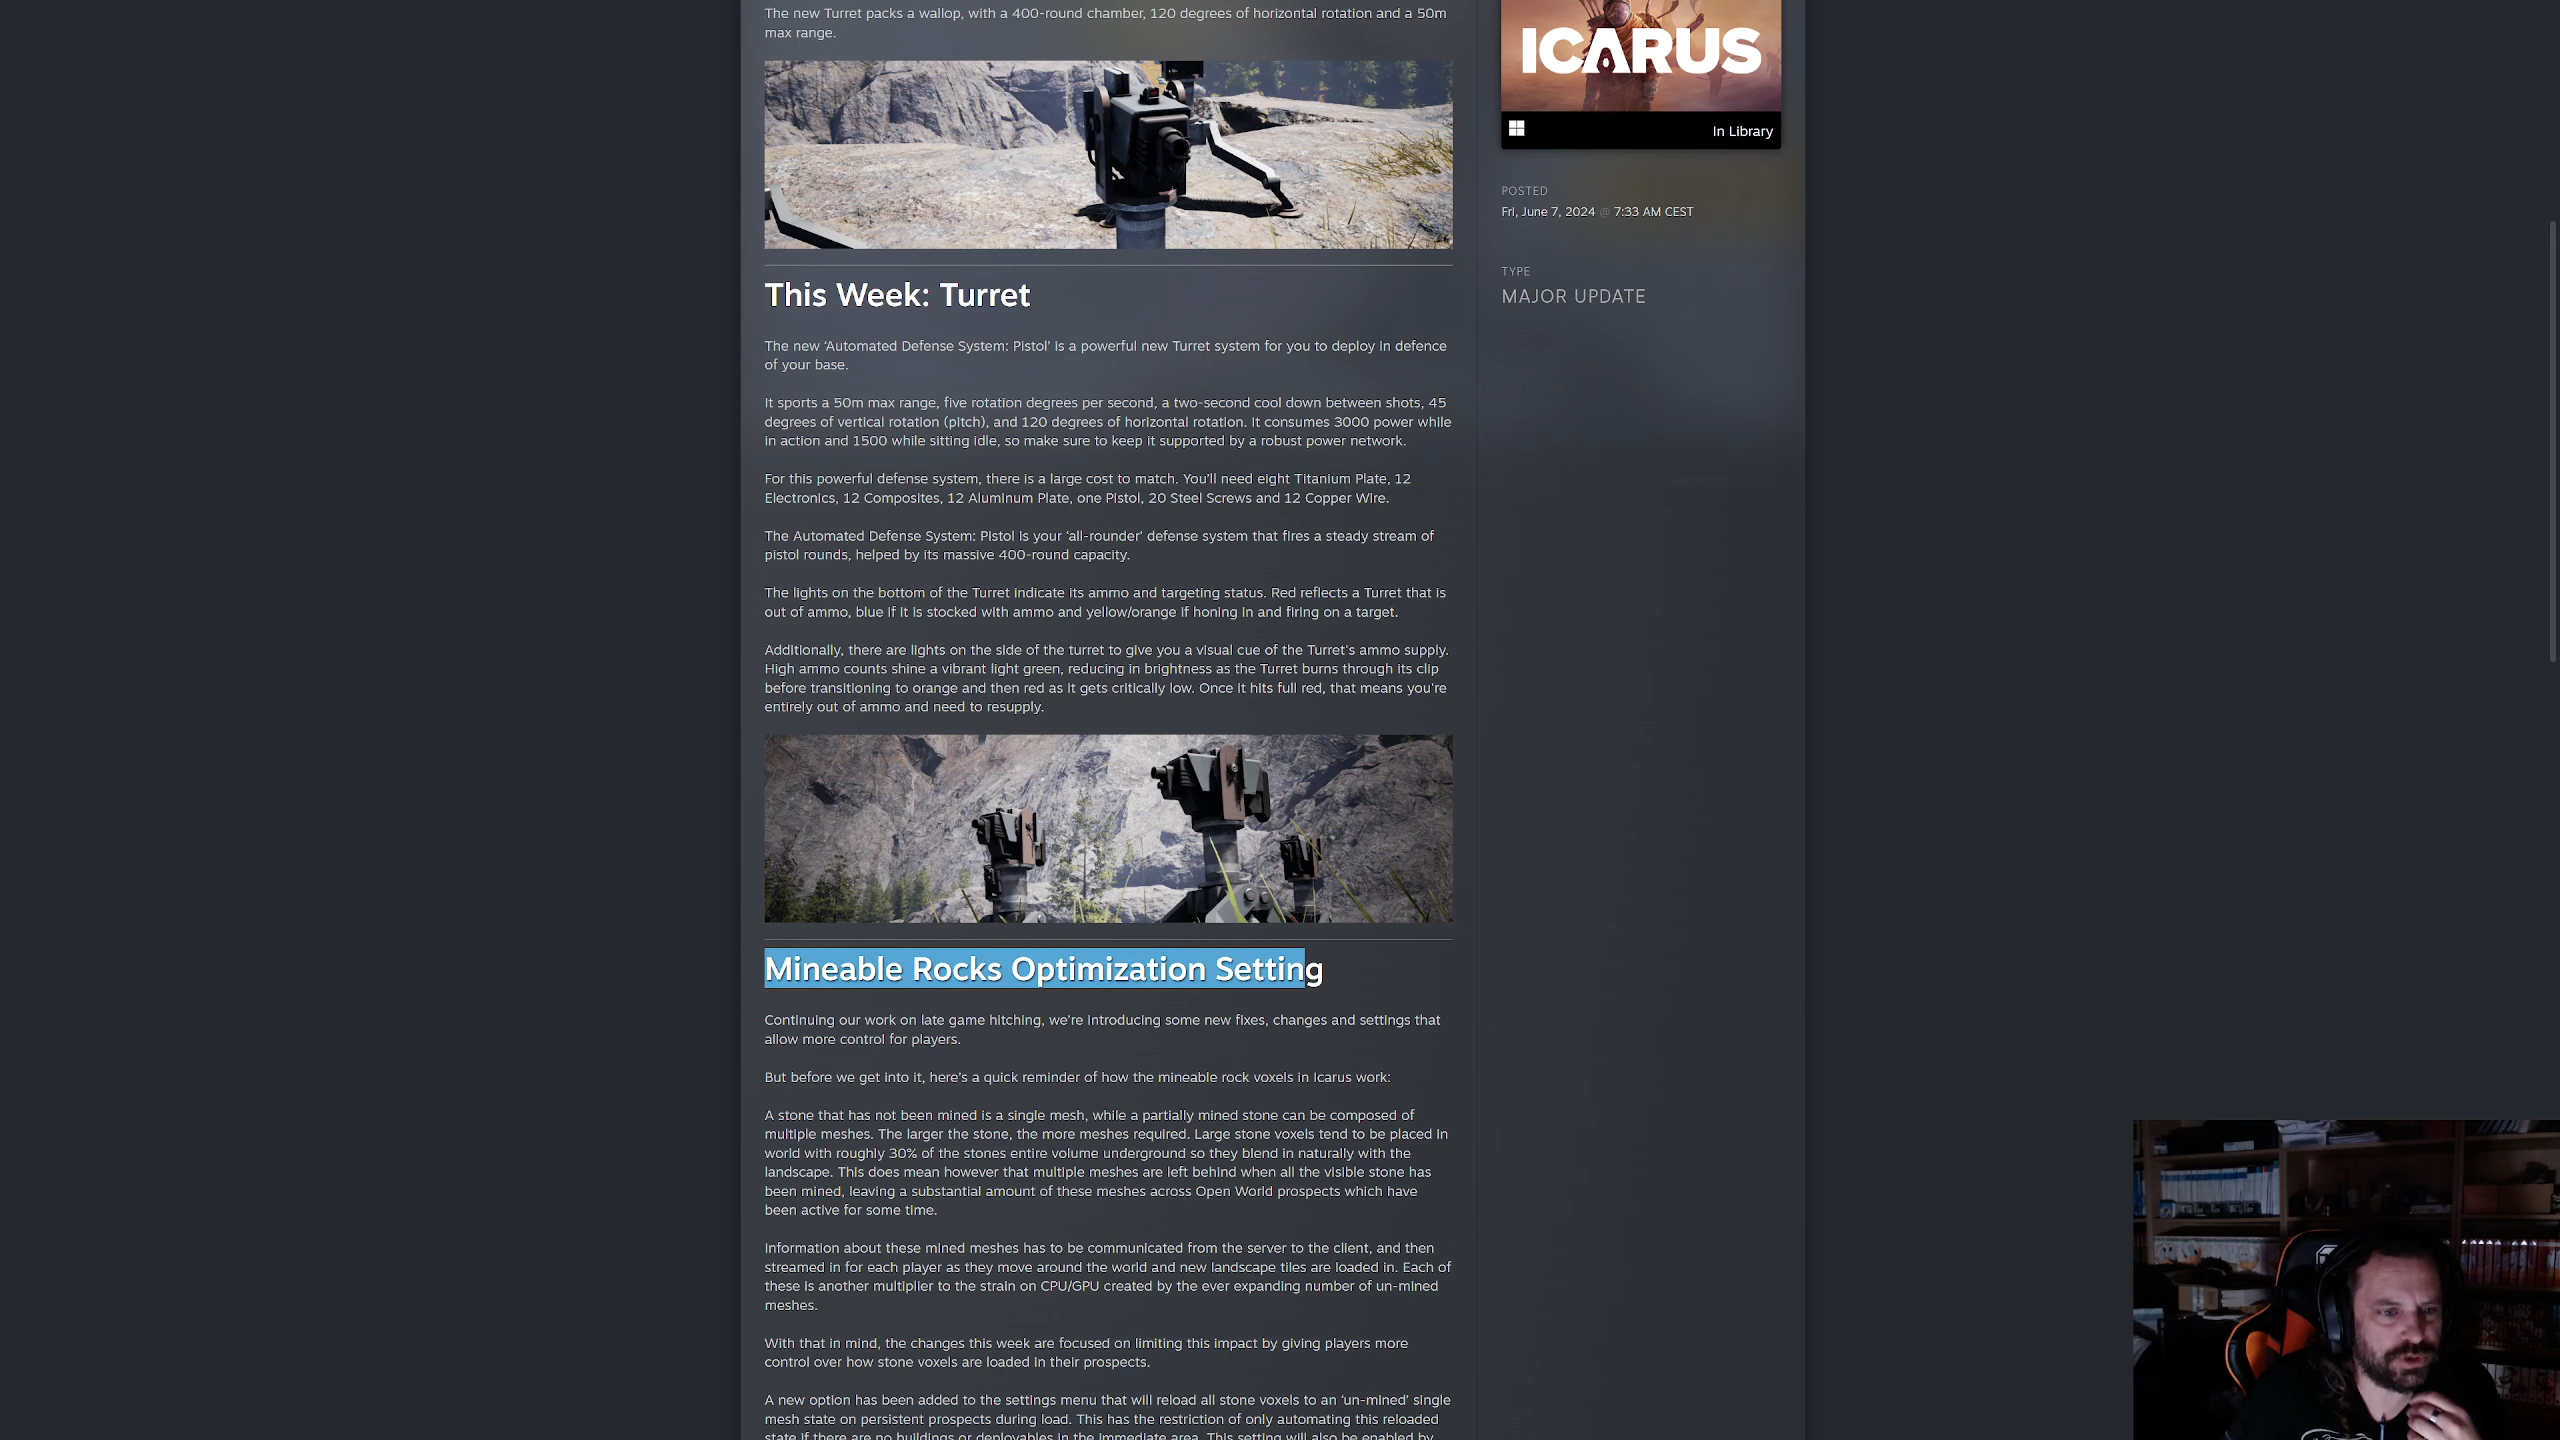 The new Turret packs a wallop, with a 400-round chamber, 120 degrees of horizontal rotation and a 50m
max range.
This Week: Turret
The new ‘Automated Defense System: Pistol’ is a powerful new Turret system for you to deploy in defence
of your base.
It sports a 50m max range, five rotation degrees per second, a two-second cool down between shots, 45
degrees of vertical rotation (pitch), and 120 degrees of horizontal rotation. It consumes 3000 power while
in action and 1500 while sitting idle, so make sure to keep it supported by a robust power network.
For this powerful defense system, there is a large cost to match. You’ll need eight Titanium Plate, 12
Electronics, 12 Composites, 12 Aluminum Plate, one Pistol, 20 Steel Screws and 12 Copper Wire.
The Automated Defense System: Pistol is your ‘all-rounder’ defense system that fires a steady stream of
pistol rounds, helped by its massive 400-round capacity.
The lights on the bottom of the Turret indicate its ammo and targeting status. Red reflects a Turret that is
out of ammo, blue if it is stocked with ammo and yellow/orange if honing in and firing on a target.
Additionally, there are lights on the side of the turret to give you a visual cue of the Turret's ammo supply.
High ammo counts shine a vibrant light green, reducing in brightness as the Turret burns through its clip
before transitioning to orange and then red as it gets critically low. Once it hits full red, that means you're
entirely out of ammo and need to resupply.
Mineable Rocks Optimization Setting
Continuing our work on late game hitching, we're introducing some new fixes, changes and settings that
allow more control for players.
But before we get into it, here's a quick reminder of how the mineable rock voxels in Icarus work:
A stone that has not been mined is a single mesh, while a partially mined stone can be composed of
multiple meshes. The larger the stone, the more meshes required. Large stone voxels tend to be placed in
world with roughly 30% of the stones entire volume underground so they blend in naturally with the
landscape. This does mean however that multiple meshes are left behind when all the visible stone has
been mined, leaving a substantial amount of these meshes across Open World prospects which have
been active for some time.
Information about these mined meshes has to be communicated from the server to the client, and then
streamed in for each player as they move around the world and new landscape tiles are loaded in. Each of
these is another multiplier to the strain on CPU/GPU created by the ever expanding number of un-mined
meshes.
With that in mind, the changes this week are focused on limiting this impact by giving players more
control over how stone voxels are loaded in their prospects.
A new option has been added to the settings menu that will reload all stone voxels to an ‘un-mined’ single
mesh state on persistent prospects during load. This has the restriction of only automating this reloaded
state if there are no buildings or deployables in the immediate area. This setting will also be enabled by
ICARUS
In Library
POSTED
Fri, June 7, 2024 @ 7:33 AM CEST
TYPE
MAJOR UPDATE